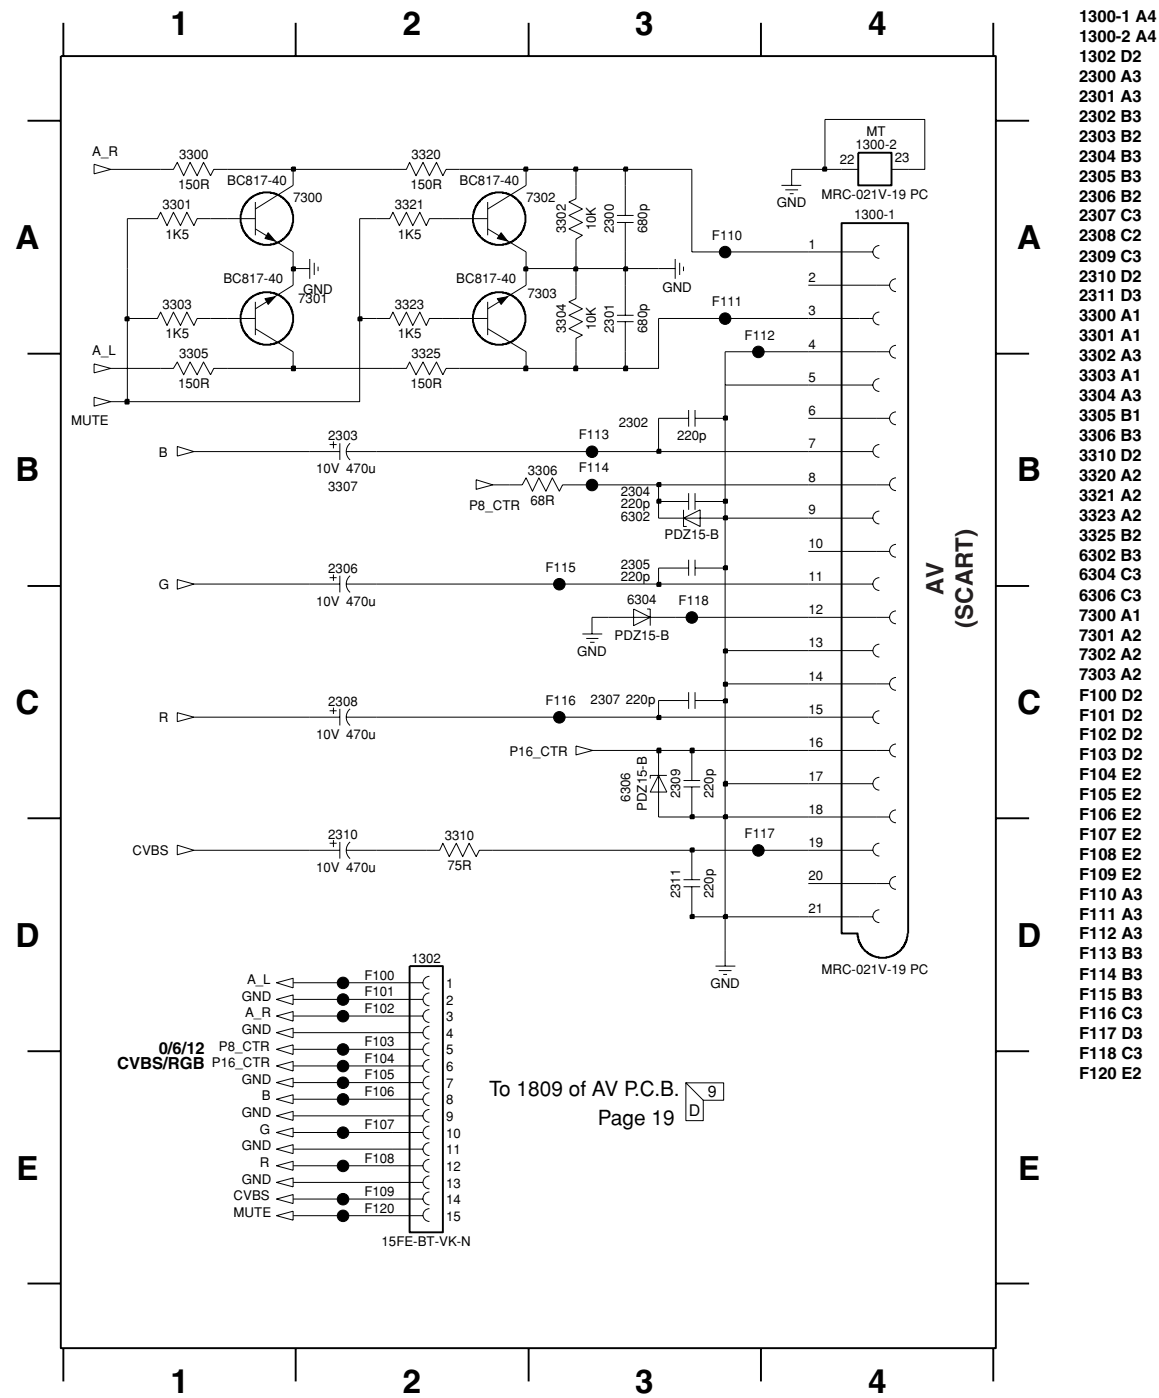 1 2 3 4
1300-1 A4
1300-2 A4
1302 D2
2300 A3
2301 A3
2302 B3
2303 B2
2304 B3
2305 B3
2306 B2
2307 C3
2308 C2
2309 C3
2310 D2
2311 D3
3300 A1
3301 A1
3302 A3
3303 A1
3304 A3
3305 B1
3306 B3
3310 D2
3320 A2
3321 A2
3323 A2
3325 B2
6302 B3
6304 C3
6306 C3
7300 A1
7301 A2
7302 A2
7303 A2
F100 D2
F101 D2
F102 D2
F103 D2
F104 E2
F105 E2
F106 E2
F107 E2
F108 E2
F109 E2
F110 A3
F111 A3
F112 A3
F113 B3
F114 B3
F115 B3
F116 C3
F117 D3
F118 C3
F120 E2
A
A
A_R
3300
150R
BC817-40
7300
3301
1K5
BC817-40
7301
GND
3303
1K5
A_L
3305
150R
MUTE
3320
150R
BC817-40
7302
3321
1K5
BC817-40
7303
3323
1K5
3325
150R
3302
10K
2300
680p
3304
10K
2301
680p
GND
F110
F111
F112
MT
1300-2
22
23
GND
MRC-021V-19 PC
1300-1
1
2
3
4
5
6
7
8
9
10
11
12
13
14
15
16
17
18
19
20
21
AV
(SCART)
MRC-021V-19 PC
B
B
B
2303
+
10V 470u
3307
F113
2302
220p
P8_CTR
3306
68R
F114
2304
220p
6302
PDZ15-B
G
2306
+
10V 470u
F115
2305
220p
C
C
6304
PDZ15-B
F118
GND
R
2308
+
10V 470u
F116
2307 220p
P16_CTR
6306
PDZ15-B
2309
220p
D
D
CVBS
2310
+
10V 470u
3310
75R
F117
2311
220p
GND
1302
A_L F100 1
GND F101 2
A_R F102 3
GND 4
0/6/12 P8_CTR F103 5
CVBS/RGB P16_CTR F104 6
GND F105 7
B F106 8
GND 9
G F107 10
GND 11
R F108 12
GND 13
CVBS F109 14
MUTE F120 15
15FE-BT-VK-N
E
E
To 1809 of AV P.C.B.
Page 19
9
D
1 2 3 4